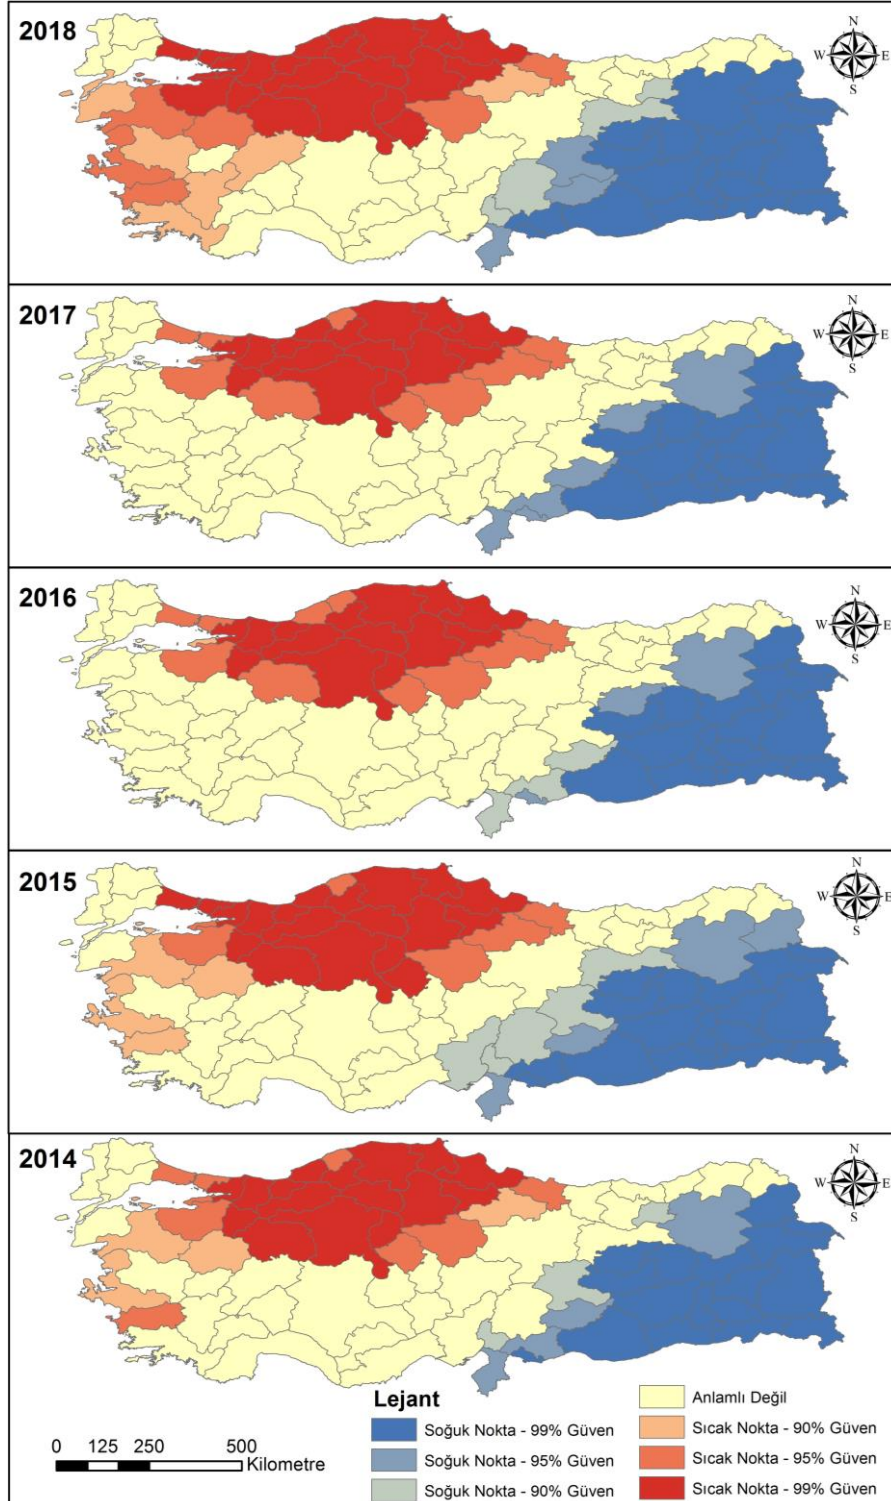 2018
N
W E
S
2017
N
W E
S
2016
N
W E
S
2015
N
W E
S
2014
N
W E
S
Lejant
Soğuk Nokta - 99% Güven
Soğuk Nokta - 95% Güven
Soğuk Nokta - 90% Güven
Anlamlı Değil
Sıcak Nokta - 90% Güven
Sıcak Nokta - 95% Güven
Sıcak Nokta - 99% Güven
0 125 250 500
Kilometre